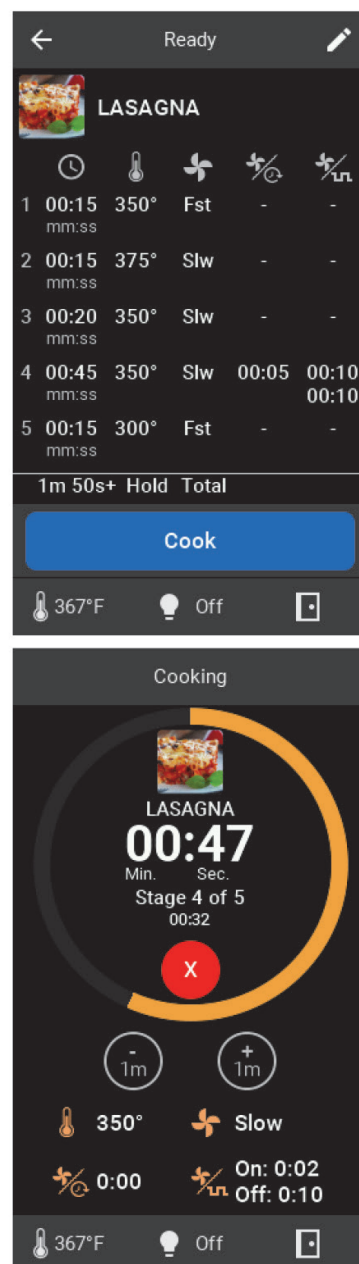 Ready
LASAGNA
1 00:15 350° Fst - -
mm:ss
2 00:15 375° Slw - -
mm:ss
3 00:20 350° Slw - -
mm:ss
4 00:45 350° Slw 00:05 00:10
mm:ss 00:10
5 00:15 300° Fst - -
mm:ss
1m 50s+ Hold Total
Cook
367°F Off
Cooking
LASAGNA
00:47
Min. Sec.
Stage 4 of 5
00:32
X
- +
1m 1m
350° Slow
0:00 On: 0:02
Off: 0:10
367°F Off